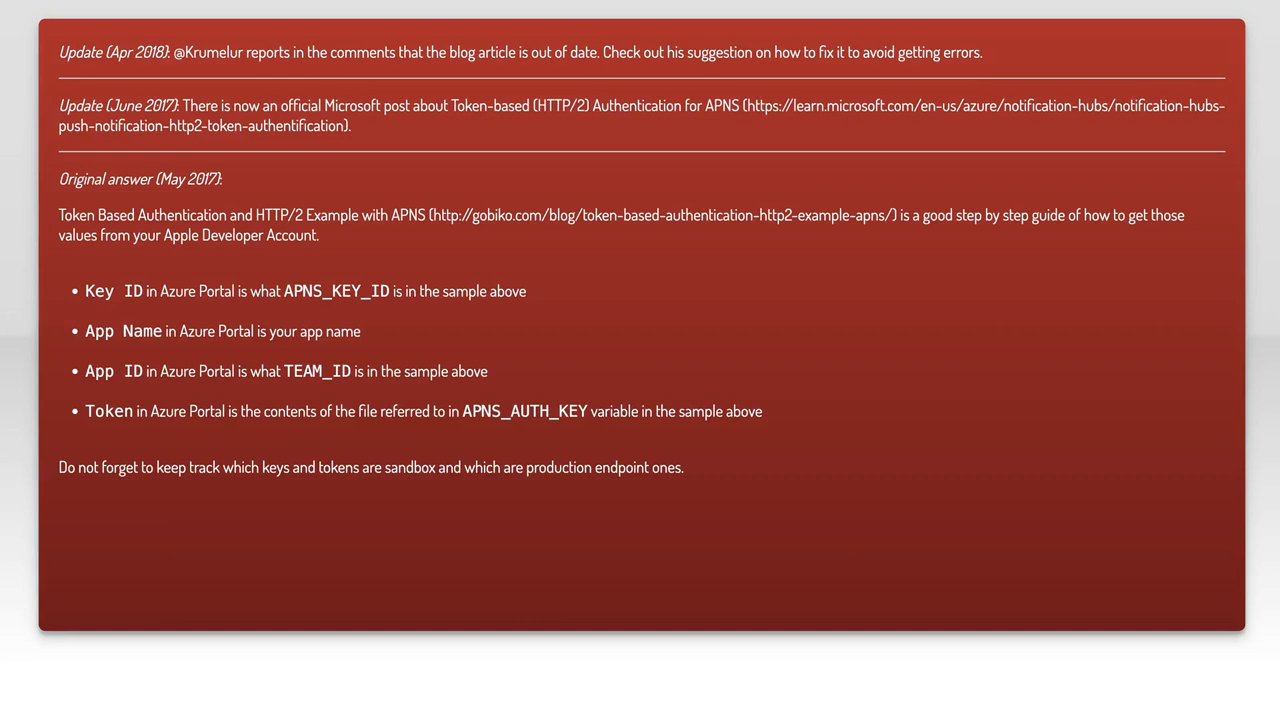 Update (Apr 2018): @Krumelur reports in the comments that the blog article is out of date. Check out his suggestion on how to fix it to avoid getting errors.
Update (June 2017): There is now an official Microsoft post about Token-based (HTTP/2) Authentication for APNS (https://learn.microsoft.com/en-us/azure/notification-hubs/notification-hubs-
push-notification-http2-token-authentification).
Original answer (May 2017):
Token Based Authentication and HTTP/2 Example with APNS (http://gobiko.com/blog/token-based-authentication-http2-example-apns/) is a good step by step guide of how to get those
values from your Apple Developer Account.
• Key ID in Azure Portal is what APNS_KEY_ID is in the sample above
• App Name in Azure Portal is your app name
• App ID in Azure Portal is what TEAM_ID is in the sample above
• Token in Azure Portal is the contents of the file referred to in APNS_AUTH_KEY variable in the sample above
Do not forget to keep track which keys and tokens are sandbox and which are production endpoint ones.